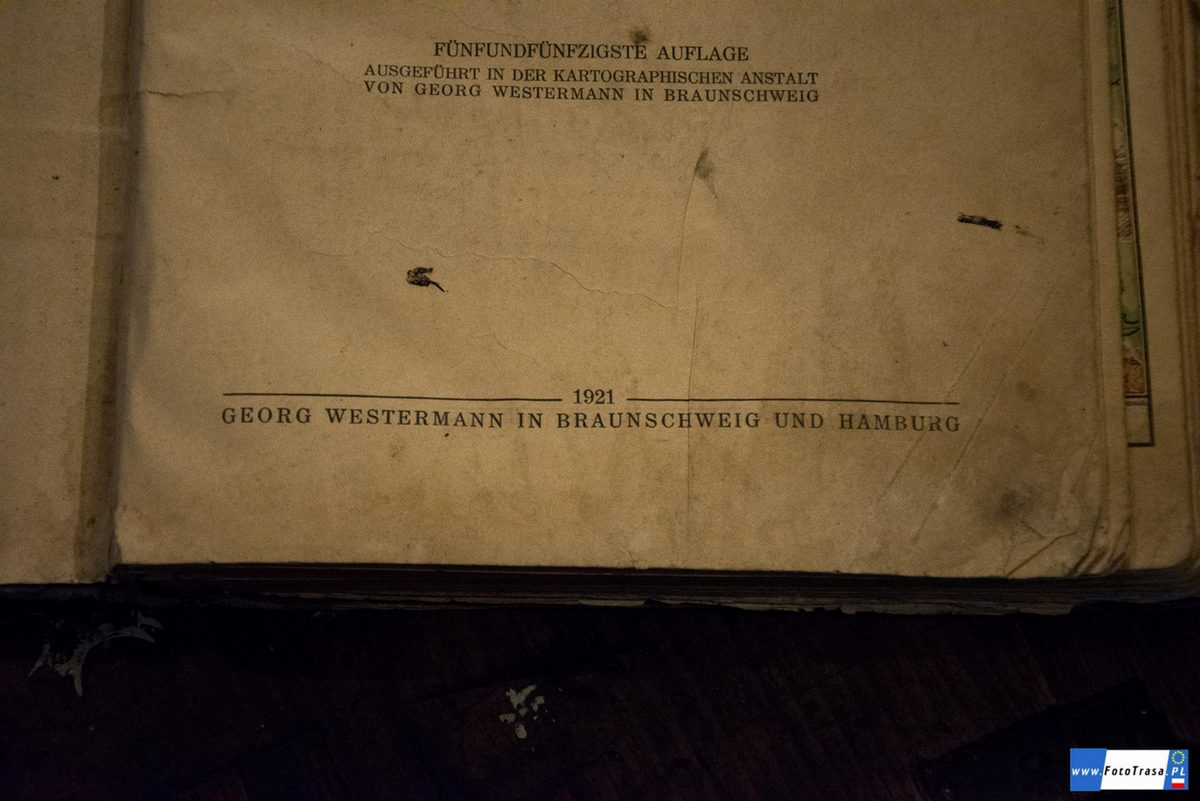 FÜNFUNDFÜNFZIGSTE AUFLAGE
AUSGEFÜHRT IN DER KARTOGRAPHISCHEN ANSTALT
VON GEORG WESTERMANN IN BRAUNSCHWEIG
1921
GEORG WESTERMANN IN BRAUNSCHWEIG UND HAMBURG
www.FotoTrasa.PL